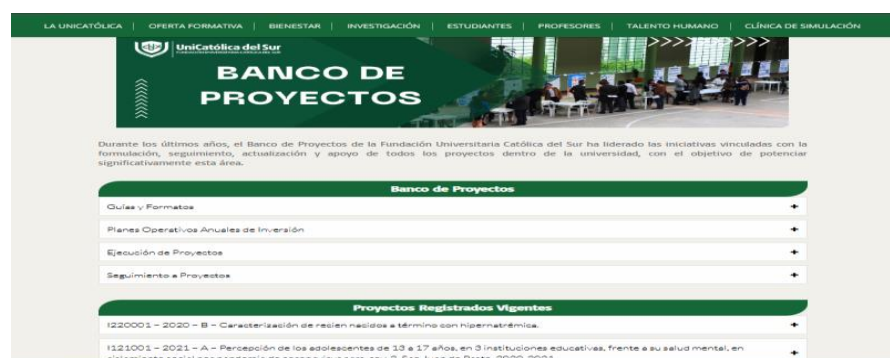 LA UNICATÓLICA | OFERTA FORMATIVA | BIENESTAR | INVESTIGACIÓN | ESTUDIANTES | PROFESORES | TALENTO HUMANO | CLÍNICA DE SIMULACIÓN
UniCatólica del Sur
BANCO DE
PROYECTOS
Durante los últimos años, el Banco de Proyectos de la Fundación Universitaria Católica del Sur ha liderado las iniciativas vinculadas con la
formulación, seguimiento, actualización y apoyo de todos los proyectos dentro de la universidad, con el objetivo de potenciar
significativamente esta área.
Banco de Proyectos
Guías y Formatos +
Planes Operativos Anuales de Inversión +
Ejecución de Proyectos +
Seguimiento a Proyectos +
Proyectos Registrados Vigentes
I220001 – 2020 – B – Caracterización de recien nacidos a término con hipernatrémica. +
I121001 – 2021 – A – Percepción de los adolescentes de 13 a 17 años, en 3 instituciones educativas, frente a su salud mental, en +